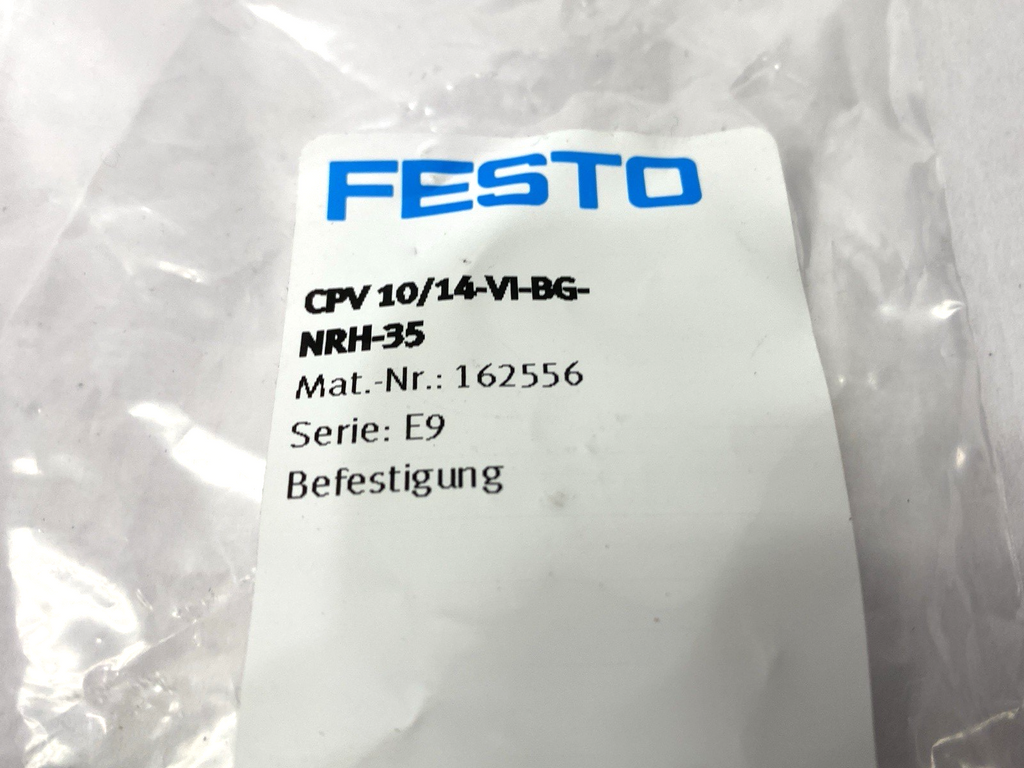 FESTO
CPV 10/14-VI-BG-
NRH-35
Mat.-Nr.: 162556
Serie: E9
Befestigung